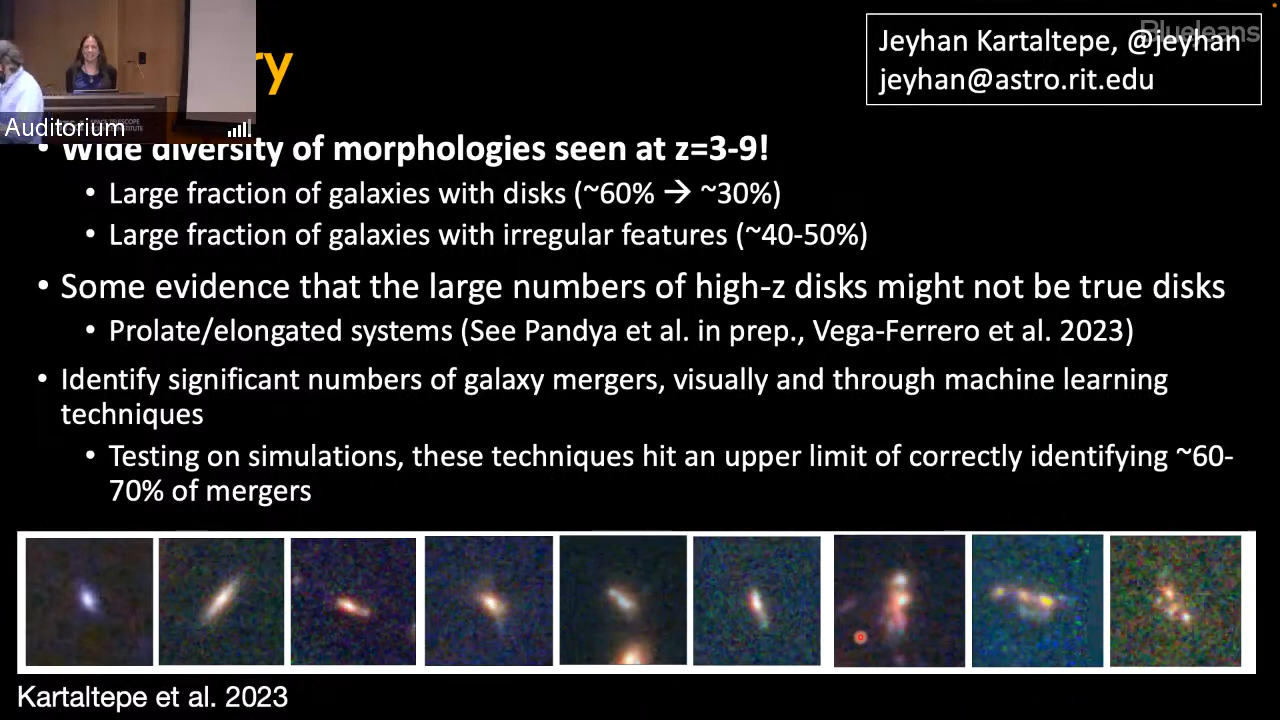 BlueJeans
Jeyhan Kartaltepe, @jeyhan
jeyhan@astro.rit.edu
ry
Auditorium
SPACE TELESCOPE
• Wide diversity of morphologies seen at z=3-9!
• Large fraction of galaxies with disks (~60% → ~30%)
• Large fraction of galaxies with irregular features (~40-50%)
• Some evidence that the large numbers of high-z disks might not be true disks
• Prolate/elongated systems (See Pandya et al. in prep., Vega-Ferrero et al. 2023)
• Identify significant numbers of galaxy mergers, visually and through machine learning
techniques
• Testing on simulations, these techniques hit an upper limit of correctly identifying ~60-
70% of mergers
Kartaltepe et al. 2023